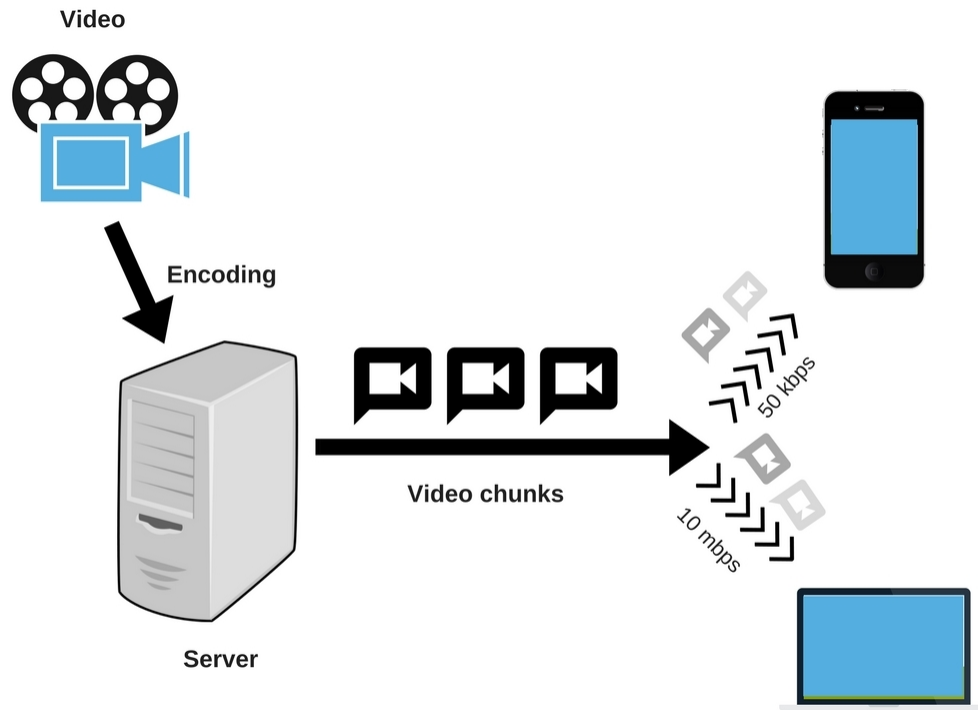 Video
Encoding
Video chunks
50 kbps
10 mbps
Server